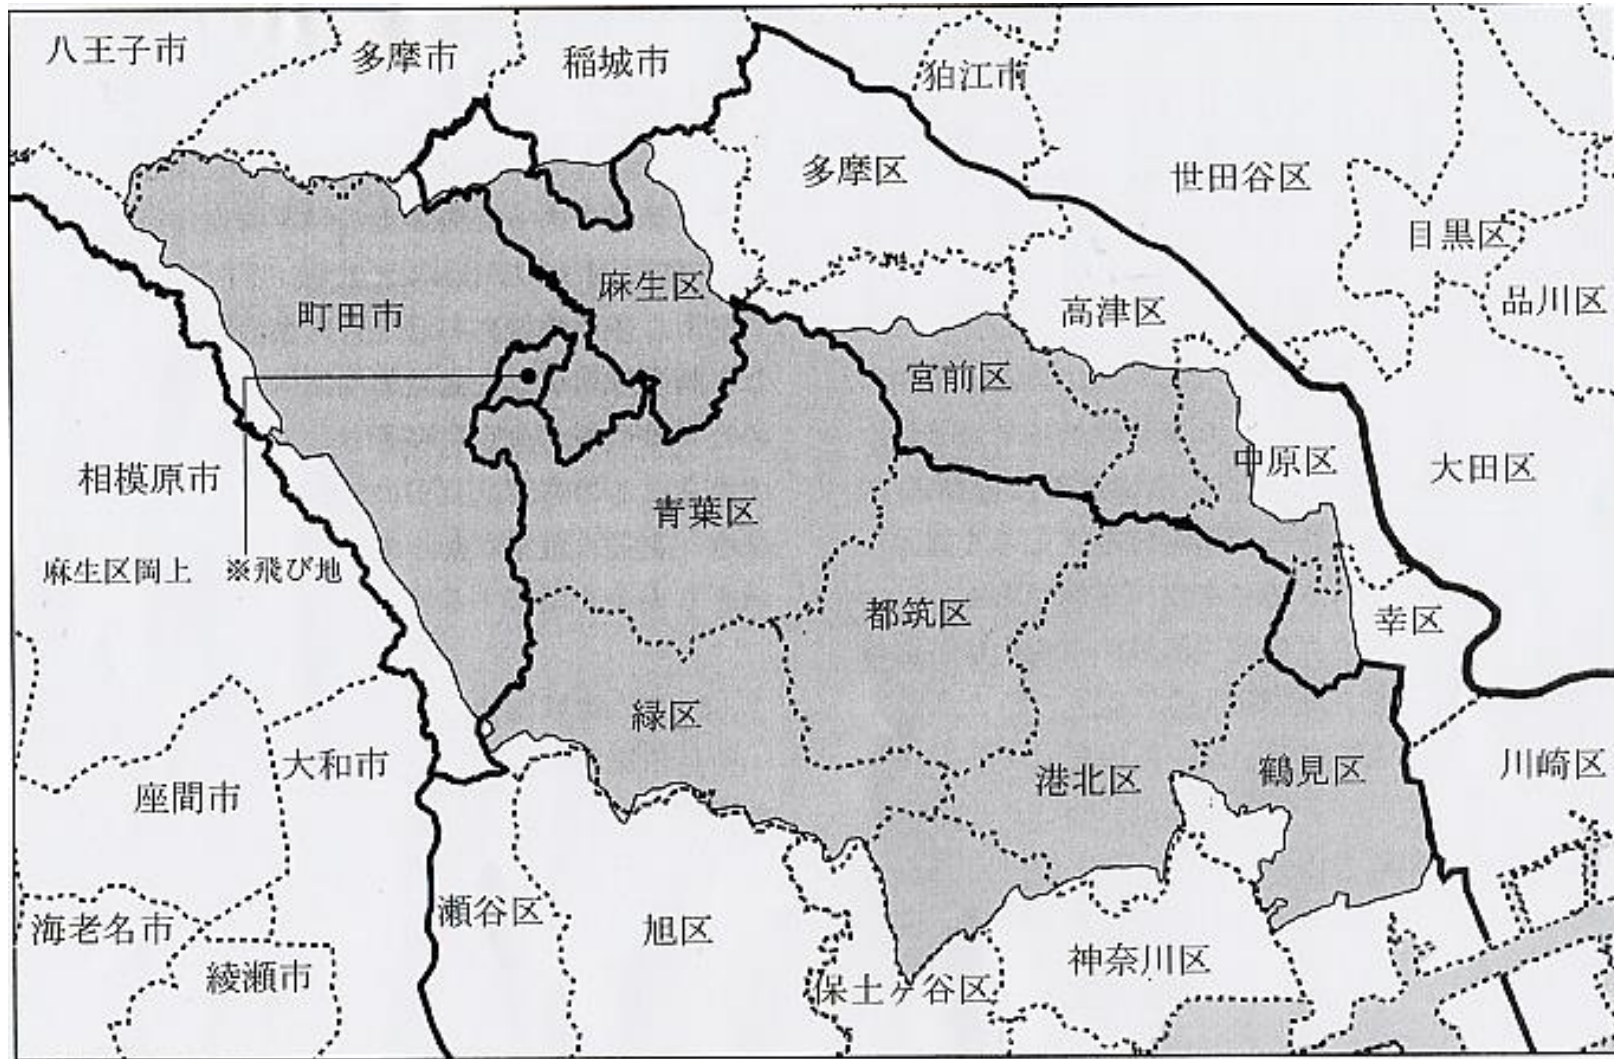 八王子市
多摩市
稲城市
狛江市
多摩区
世田谷区
目黒区
品川区
麻生区
町田市
高津区
宮前区
中原区
大田区
相模原市
青葉区
麻生区岡上 ※飛び地
都筑区
幸区
緑区
大和市
座間市
港北区
鶴見区
川崎区
海老名市
瀬谷区
旭区
神奈川区
綾瀬市
保土ヶ谷区